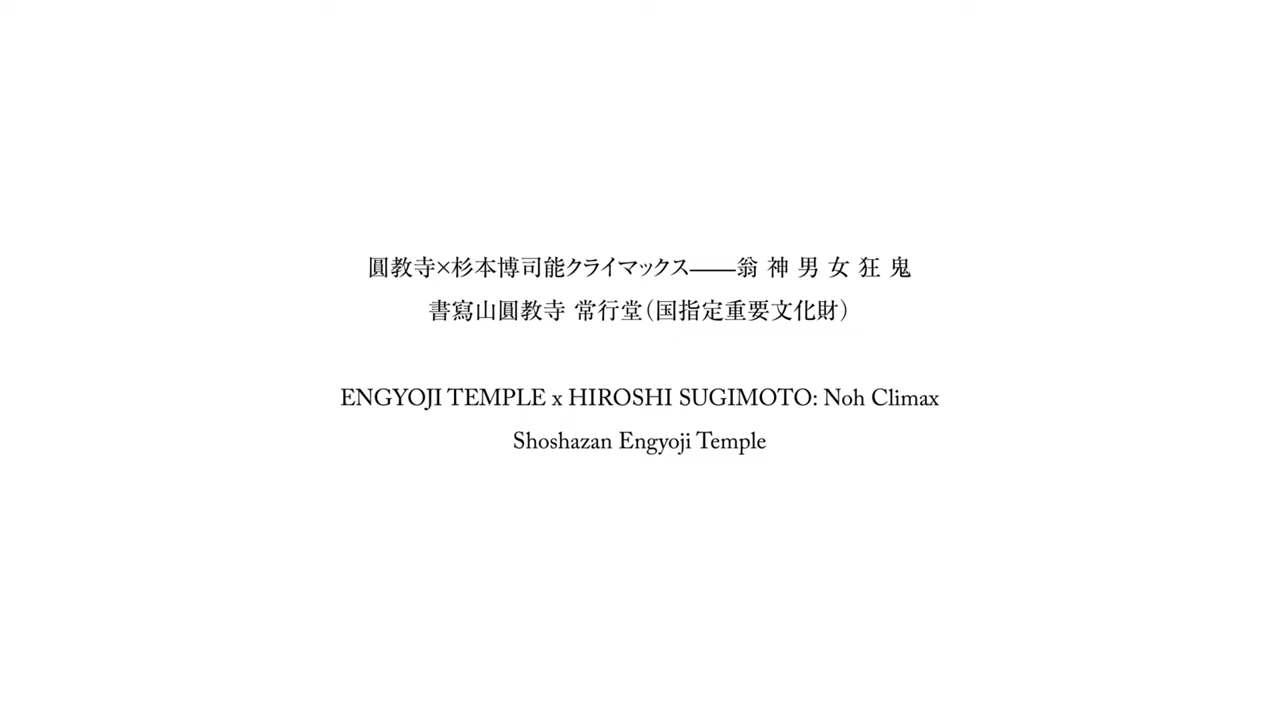 圓教寺×杉本博司能クライマックス——翁 神 男 女 狂 鬼
書寫山圓教寺 常行堂（国指定重要文化財）
ENGYOJI TEMPLE x HIROSHI SUGIMOTO: Noh Climax
Shoshazan Engyoji Temple